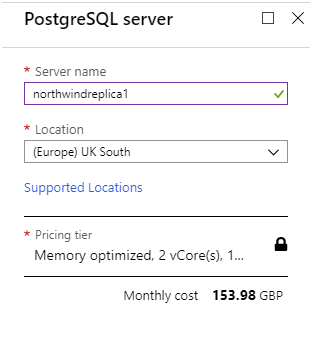 PostgreSQL server
* Server name
northwindreplica1
* Location
(Europe) UK South
Supported Locations
* Pricing tier
Memory optimized, 2 vCore(s), 1...
Monthly cost 153.98 GBP